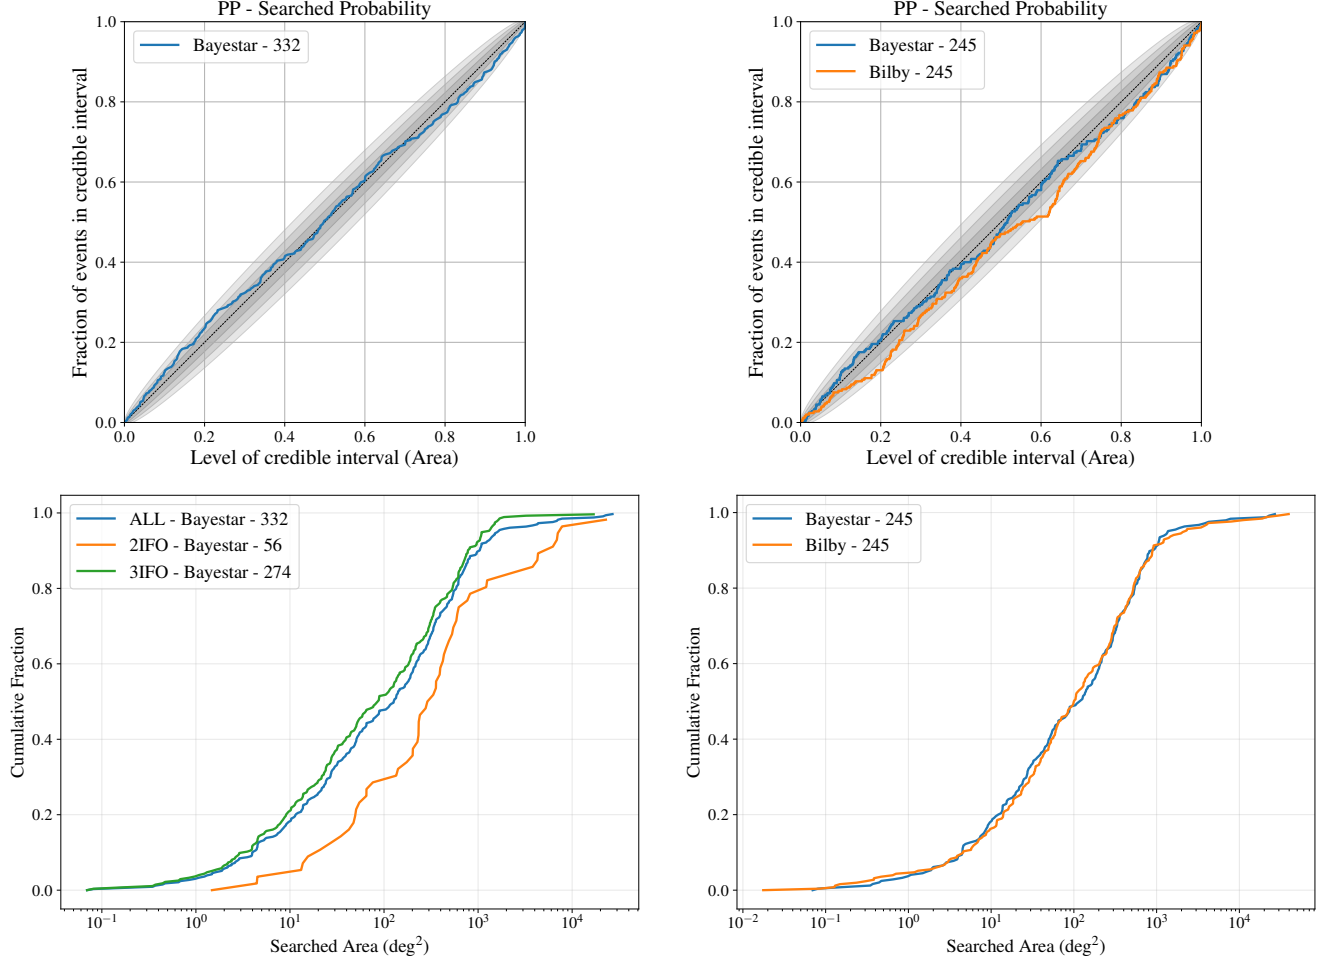 PP - Searched Probability
Bayestar - 332
1.0
0.8
0.6
0.4
0.2
0.0
Fraction of events in credible interval
0.0 0.2 0.4 0.6 0.8 1.0
Level of credible interval (Area)
PP - Searched Probability
Bayestar - 245
Bilby - 245
1.0
0.8
0.6
0.4
0.2
0.0
Fraction of events in credible interval
0.0 0.2 0.4 0.6 0.8 1.0
Level of credible interval (Area)
ALL - Bayestar - 332
2IFO - Bayestar - 56
3IFO - Bayestar - 274
1.0
0.8
0.6
0.4
0.2
0.0
Cumulative Fraction
10⁻¹ 10⁰ 10¹ 10² 10³ 10⁴
Searched Area (deg²)
Bayestar - 245
Bilby - 245
1.0
0.8
0.6
0.4
0.2
0.0
Cumulative Fraction
10⁻² 10⁻¹ 10⁰ 10¹ 10² 10³ 10⁴
Searched Area (deg²)